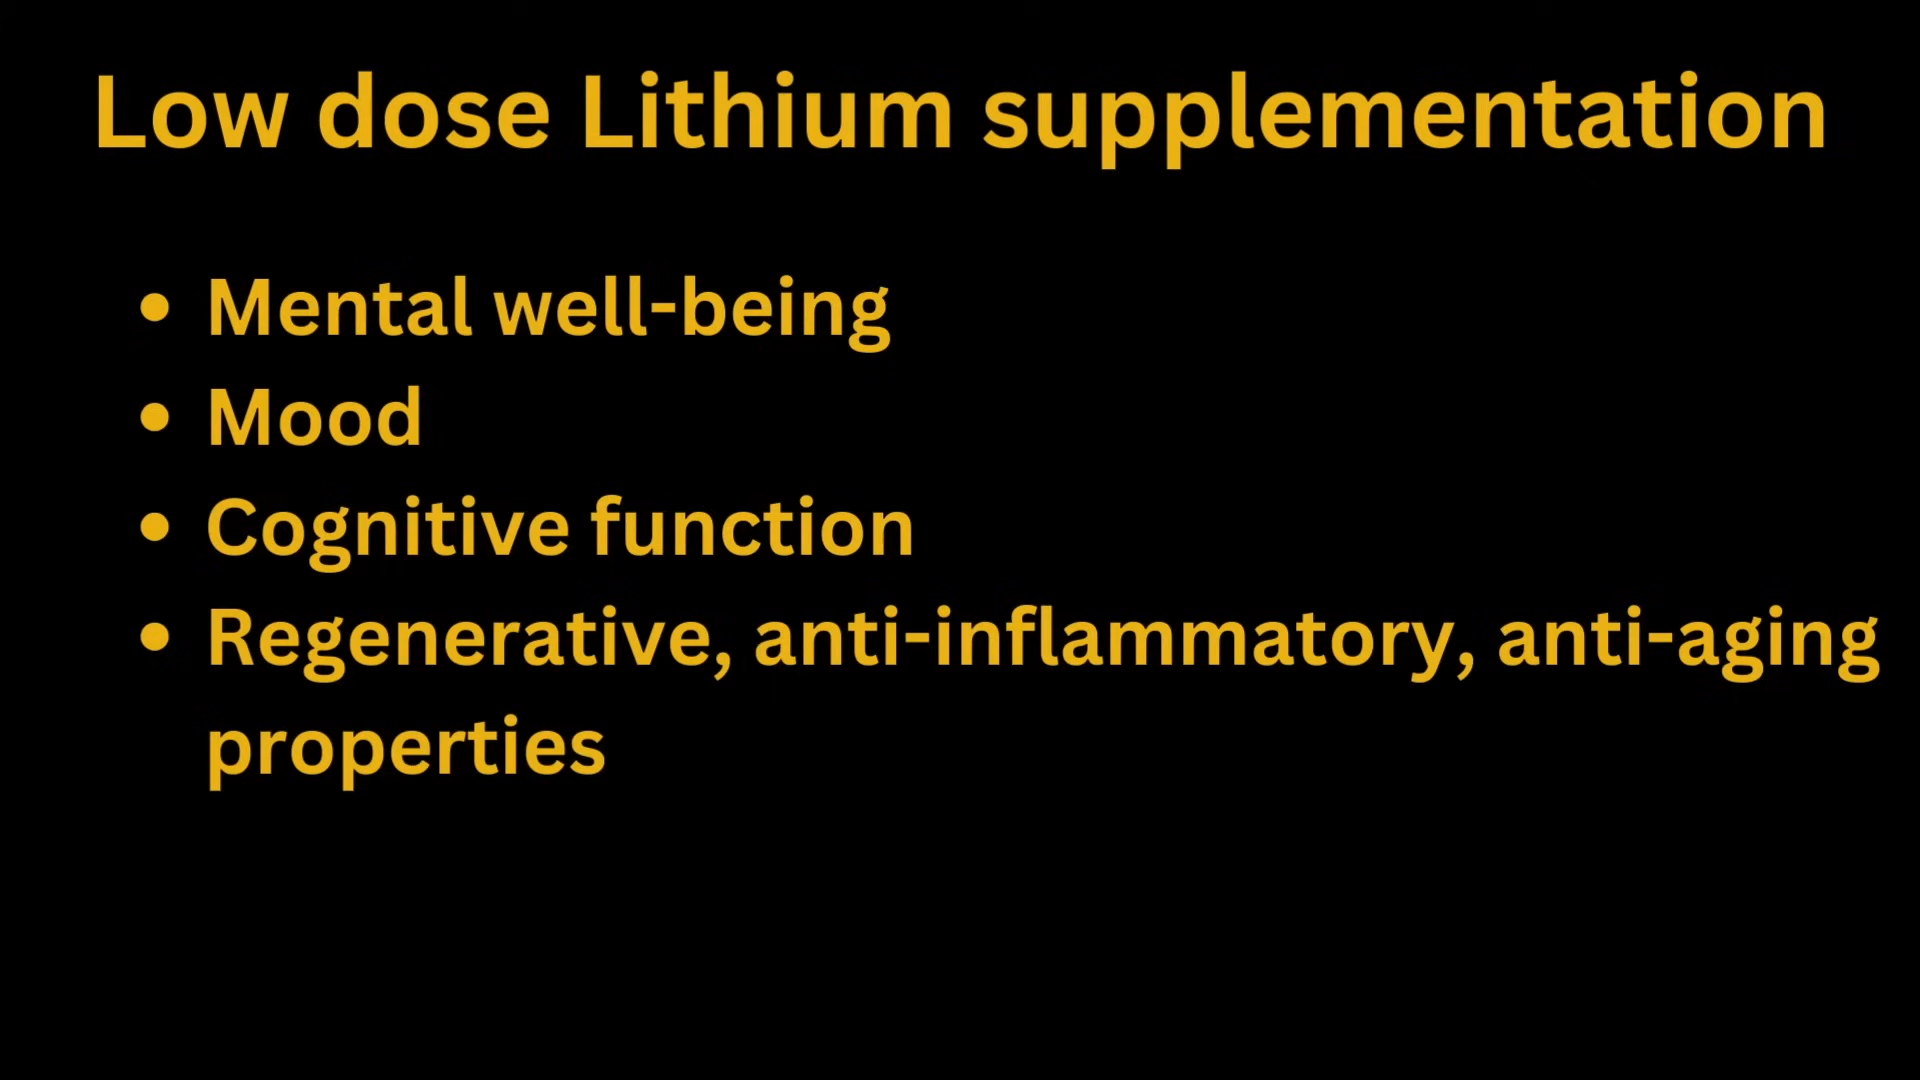 Low dose Lithium supplementation
• Mental well-being
• Mood
• Cognitive function
• Regenerative, anti-inflammatory, anti-aging
properties